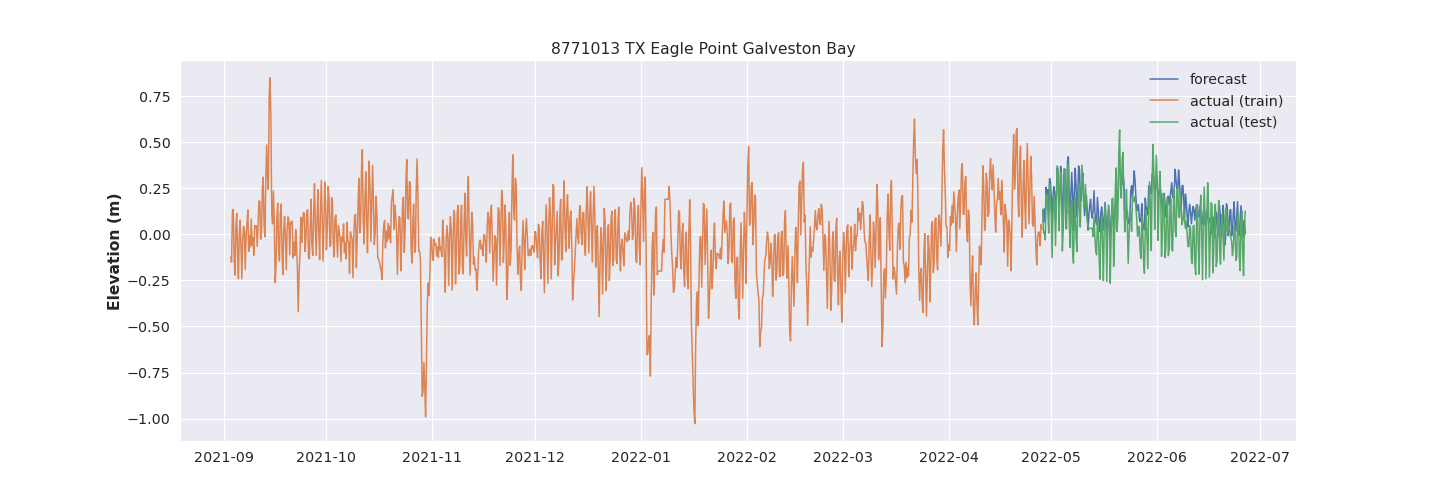 8771013 TX Eagle Point Galveston Bay
forecast
actual (train)
actual (test)
Elevation (m)
0.75
0.50
0.25
0.00
−0.25
−0.50
−0.75
−1.00
2021-09 2021-10 2021-11 2021-12 2022-01 2022-02 2022-03 2022-04 2022-05 2022-06 2022-07